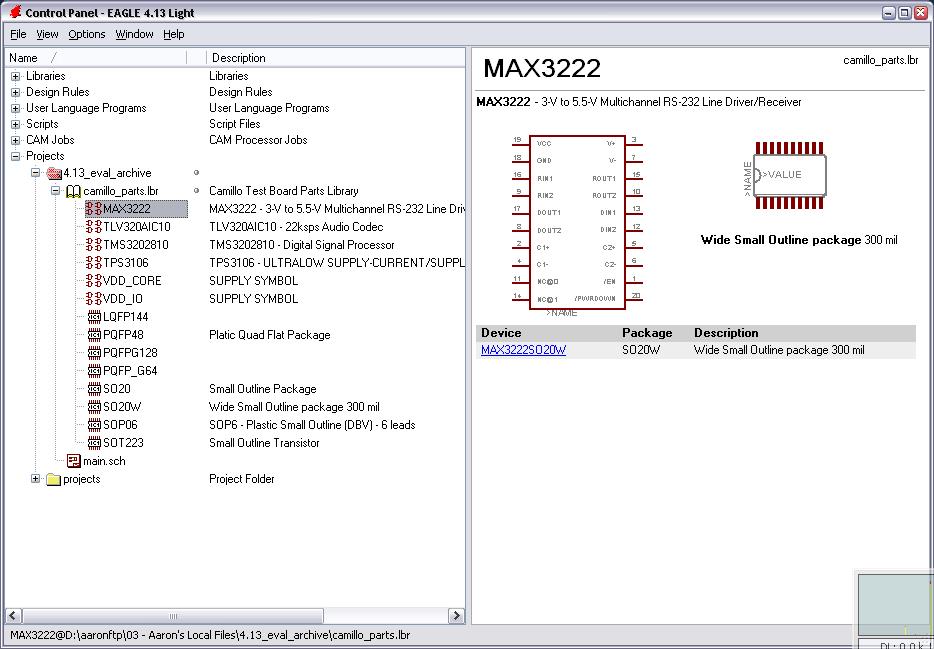 Control Panel - EAGLE 4.13 Light
File View Options Window Help
Name / Description
Libraries Libraries
Design Rules Design Rules
User Language Programs User Language Programs
Scripts Script Files
CAM Jobs CAM Processor Jobs
Projects
4.13_eval_archive
camillo_parts.lbr Camillo Test Board Parts Library
MAX3222 MAX3222 - 3-V to 5.5-V Multichannel RS-232 Line Driv
TLV320AIC10 TLV320AIC10 - 22ksps Audio Codec
TMS3202810 TMS3202810 - Digital Signal Processor
TPS3106 TPS3106 - ULTRALOW SUPPLY-CURRENT/SUPPL
VDD_CORE SUPPLY SYMBOL
VDD_IO SUPPLY SYMBOL
LQFP144
PQFP48 Platic Quad Flat Package
PQFPG128
PQFP_G64
SO20 Small Outline Package
SO20W Wide Small Outline package 300 mil
SOP06 SOP6 - Plastic Small Outline (DBV) - 6 leads
SOT223 Small Outline Transistor
main.sch
projects Project Folder
MAX3222
camillo_parts.lbr
MAX3222 - 3-V to 5.5-V Multichannel RS-232 Line Driver/Receiver
19 VCC V+ 3
18 GND V- 7
16 RIN1 ROUT1 15
9 RIN2 ROUT2 10
17 DOUT1 DIN1 13
8 DOUT2 DIN2 12
2 C1+ C2+ 5
4 C1- C2- 6
11 NC@0 /EN 1
14 NC@1 /PWRDOWN 20
>NAME
>NAME
>VALUE
Wide Small Outline package 300 mil
Device Package Description
MAX3222SO20W SO20W Wide Small Outline package 300 mil
MAX3222@D:\aaronftp\03 - Aaron's Local Files\4.13_eval_archive\camillo_parts.lbr